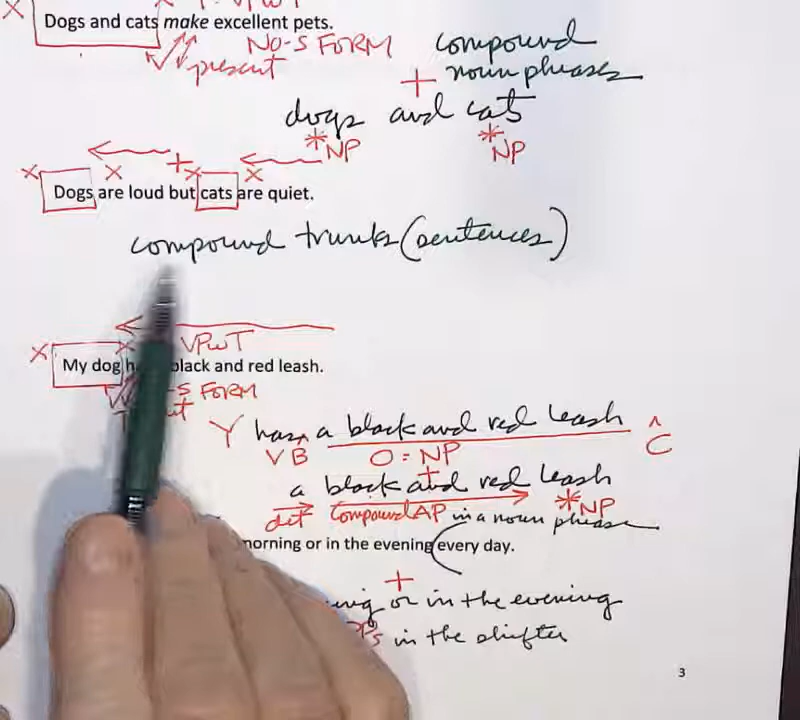 Dogs and cats make excellent pets.
NO-S FORM
present
compound
+ noun phrases
dogs and cats
* NP * NP
x x + x x
Dogs are loud but cats are quiet.
compound trunks (sentences)
x VPWT
My dog black and red leash.
-S FORM
Y has a black and red leash ^
VB O = NP C
a black and red leash
det compound AP in a noun phrase *NP
morning or in the evening every day.
+
or in the evening
in the shifter
3